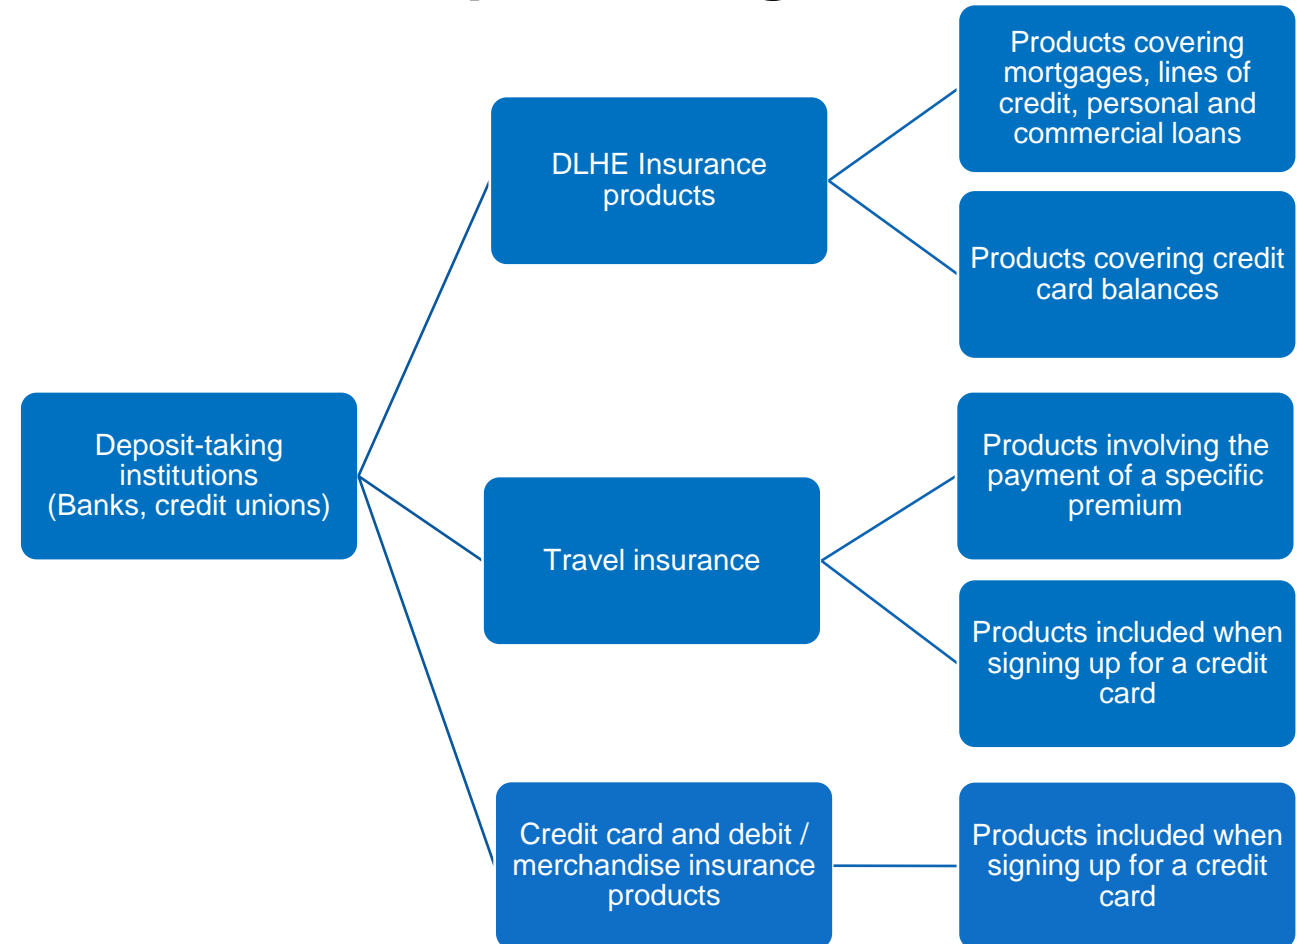 Deposit-taking
institutions
(Banks, credit unions)
DLHE Insurance
products
Products covering
mortgages, lines of
credit, personal and
commercial loans
Products covering credit
card balances
Travel insurance
Products involving the
payment of a specific
premium
Products included when
signing up for a credit
card
Credit card and debit /
merchandise insurance
products
Products included when
signing up for a credit
card